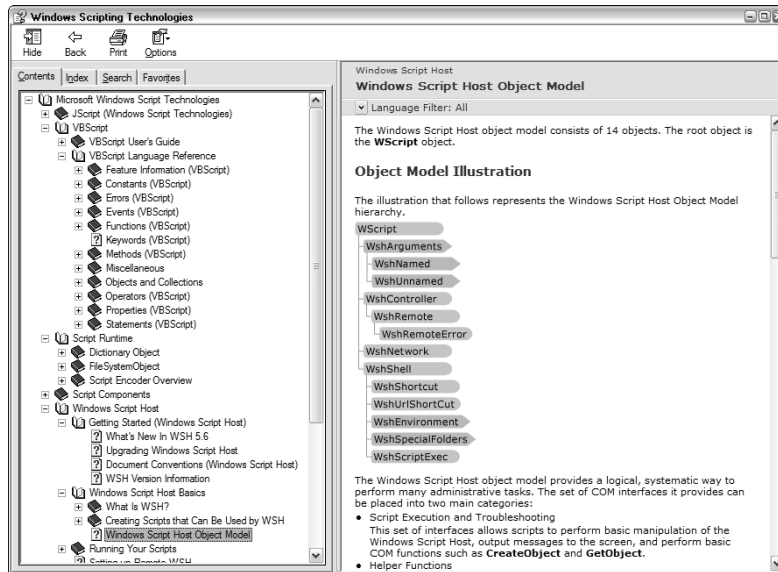 Windows Scripting Technologies
Hide Back Print Options
Contents Index Search Favorites
Microsoft Windows Script Technologies
JScript (Windows Script Technologies)
VBScript
VBScript User's Guide
VBScript Language Reference
Feature Information (VBScript)
Constants (VBScript)
Errors (VBScript)
Events (VBScript)
Functions (VBScript)
Keywords (VBScript)
Methods (VBScript)
Miscellaneous
Objects and Collections
Operators (VBScript)
Properties (VBScript)
Statements (VBScript)
Script Runtime
Dictionary Object
FileSystemObject
Script Encoder Overview
Script Components
Windows Script Host
Getting Started (Windows Script Host)
What's New In WSH 5.6
Upgrading Windows Script Host
Document Conventions (Windows Script Host)
WSH Version Information
Windows Script Host Basics
What Is WSH?
Creating Scripts that Can Be Used by WSH
Windows Script Host Object Model
Running Your Scripts
Setting up Remote WSH
Windows Script Host
Windows Script Host Object Model
Language Filter: All
The Windows Script Host object model consists of 14 objects. The root object is
the WScript object.
Object Model Illustration
The illustration that follows represents the Windows Script Host Object Model
hierarchy.
WScript
WshArguments
WshNamed
WshUnnamed
WshController
WshRemote
WshRemoteError
WshNetwork
WshShell
WshShortcut
WshUrlShortCut
WshEnvironment
WshSpecialFolders
WshScriptExec
The Windows Script Host object model provides a logical, systematic way to
perform many administrative tasks. The set of COM interfaces it provides can
be placed into two main categories:
• Script Execution and Troubleshooting
This set of interfaces allows scripts to perform basic manipulation of the
Windows Script Host, output messages to the screen, and perform basic
COM functions such as CreateObject and GetObject.
• Helper Functions